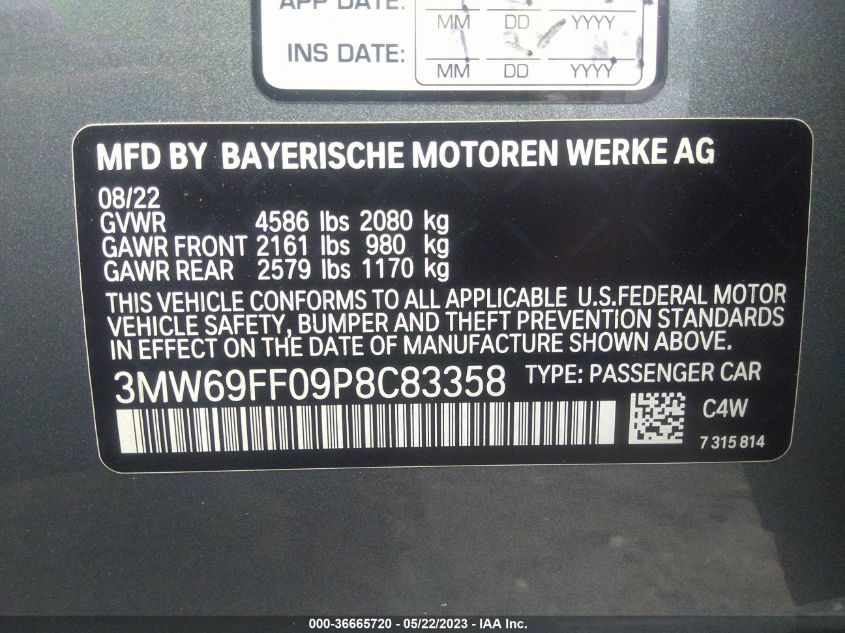 APP DATE:
MM DD YYYY
INS DATE:
MM DD YYYY
MFD BY BAYERISCHE MOTOREN WERKE AG
08/22
GVWR 4586 lbs 2080 kg
GAWR FRONT 2161 lbs 980 kg
GAWR REAR 2579 lbs 1170 kg
THIS VEHICLE CONFORMS TO ALL APPLICABLE U.S.FEDERAL MOTOR
VEHICLE SAFETY, BUMPER AND THEFT PREVENTION STANDARDS
IN EFFECT ON THE DATE OF MANUFACTURE SHOWN ABOVE.
3MW69FF09P8C83358 TYPE: PASSENGER CAR
C4W
7 315 814
000-36665720 - 05/22/2023 - IAA Inc.